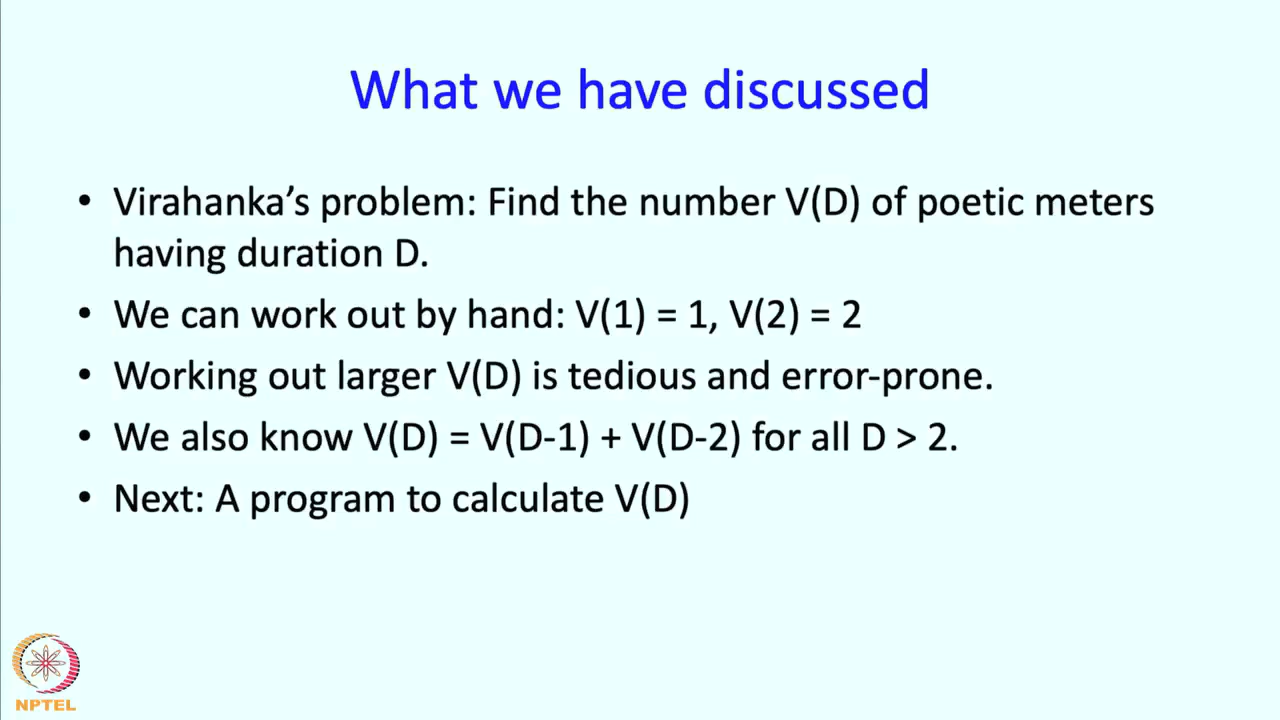 What we have discussed
• Virahanka’s problem: Find the number V(D) of poetic meters
having duration D.
• We can work out by hand: V(1) = 1, V(2) = 2
• Working out larger V(D) is tedious and error-prone.
• We also know V(D) = V(D-1) + V(D-2) for all D > 2.
• Next: A program to calculate V(D)
NPTEL